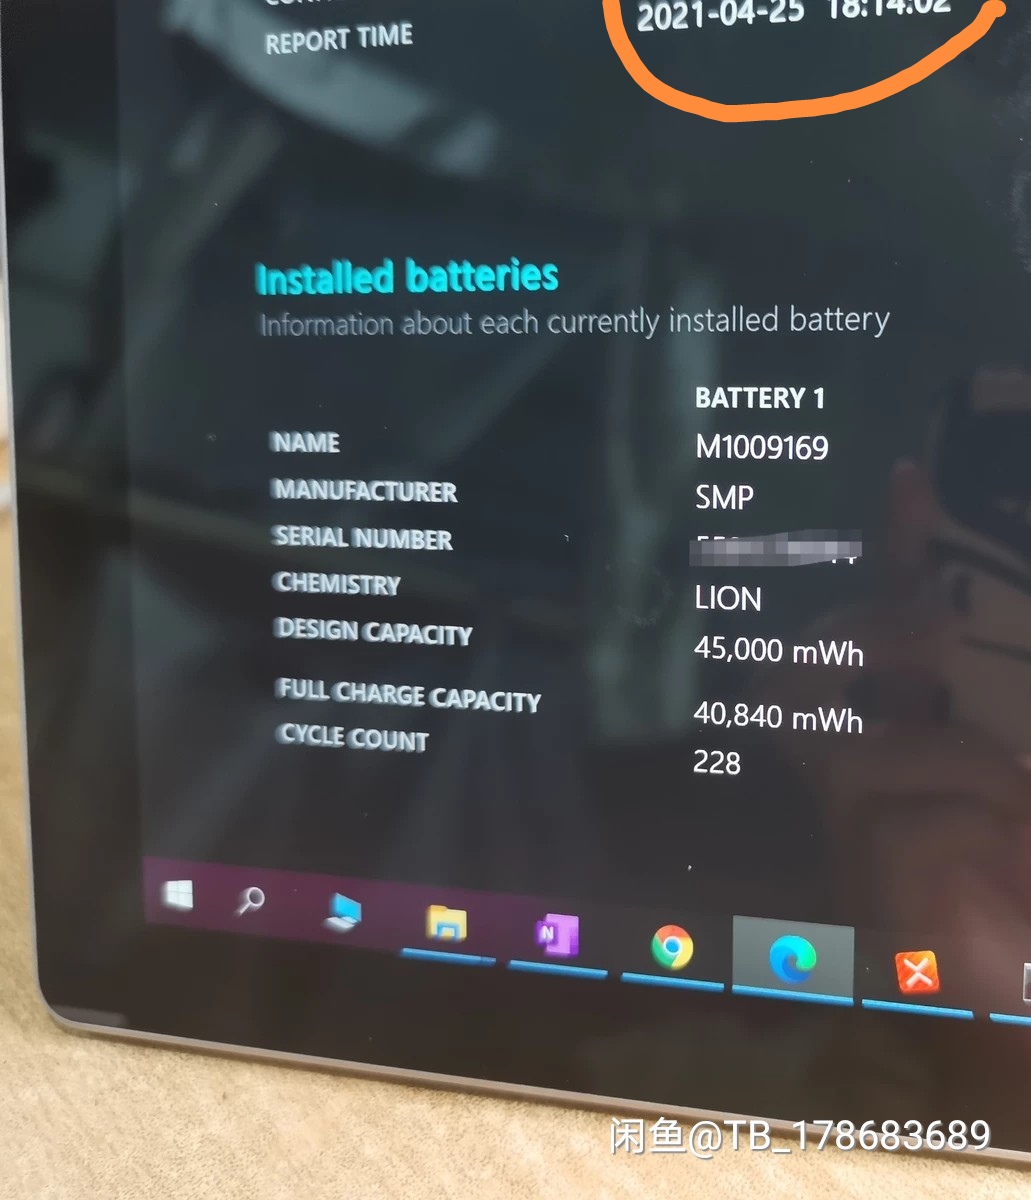 2021-04-25 18:14:02
REPORT TIME
Installed batteries
Information about each currently installed battery
BATTERY 1
NAME M1009169
MANUFACTURER SMP
SERIAL NUMBER
CHEMISTRY LION
DESIGN CAPACITY 45,000 mWh
FULL CHARGE CAPACITY 40,840 mWh
CYCLE COUNT 228
N
闲鱼@TB_178683689